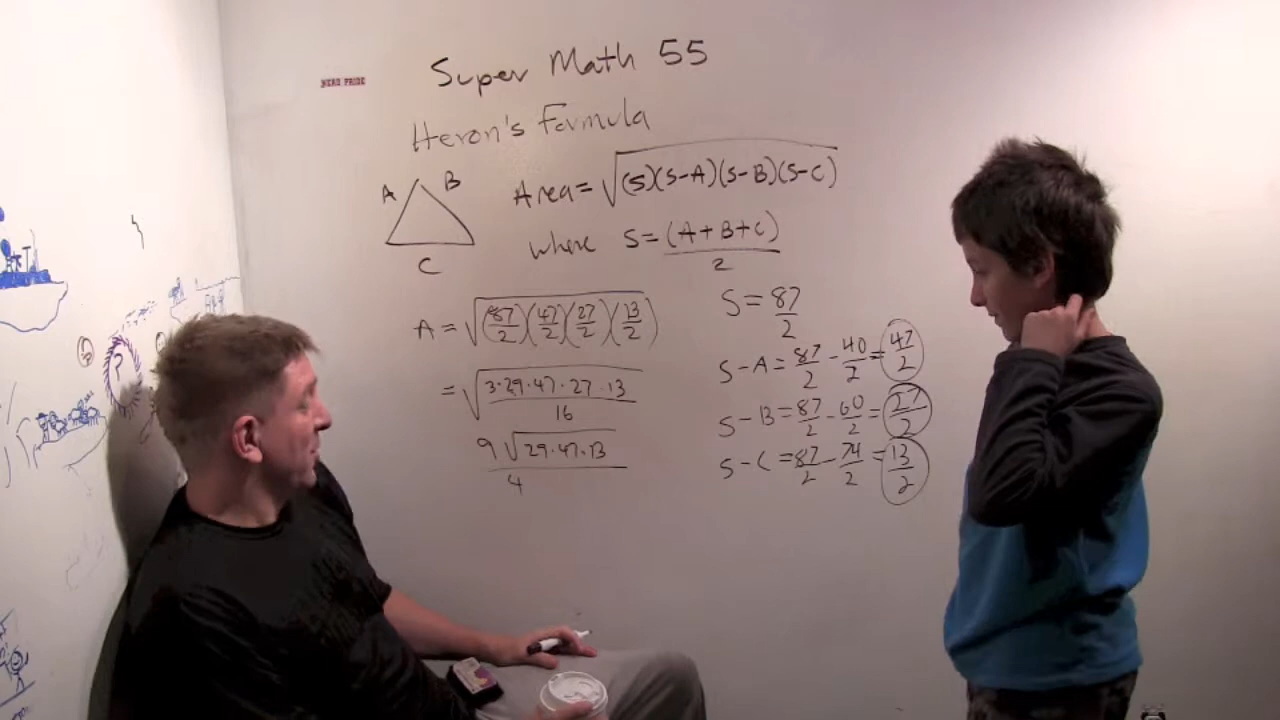 NERD PRIDE
Super Math 55
Heron's Formula
A B
C
Area = √(S)(S-A)(S-B)(S-C)
where S = (A+B+C)/2
A = √(87/2)(47/2)(27/2)(13/2)
= √3·29·47·27·13/16
9√29·47·13/4
S = 87/2
S-A = 87/2 - 40/2 = 47/2
S-B = 87/2 - 60/2 = 27/2
S-C = 87/2 - 74/2 = 13/2
?